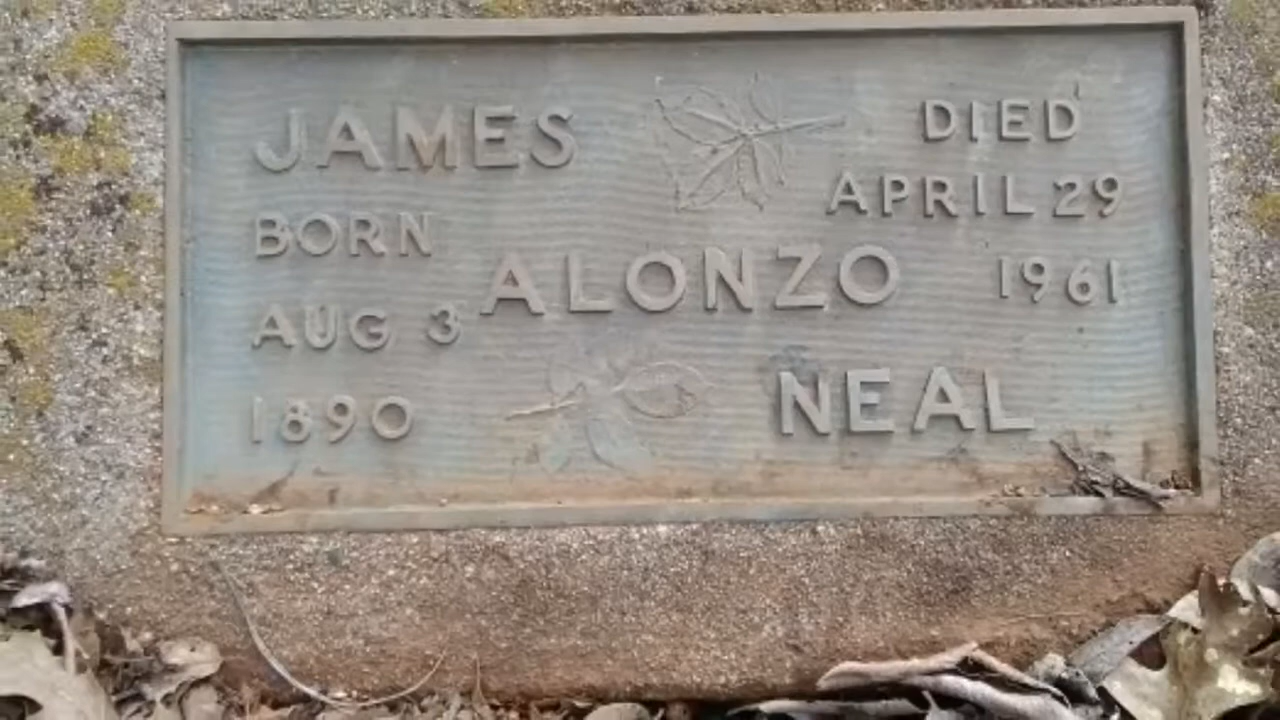 JAMES
DIED
APRIL 29
1961
BORN
AUG 3
1890
ALONZO
NEAL